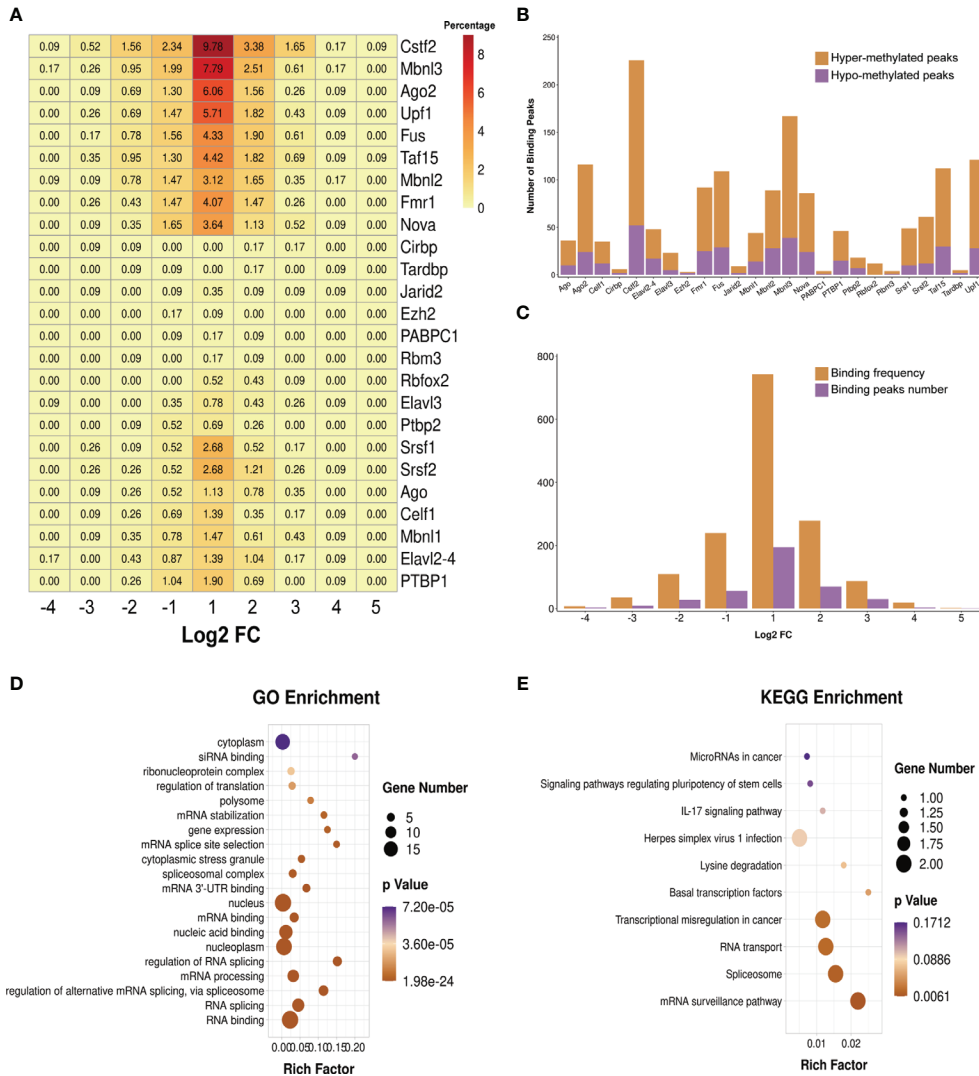 A
Percentage
0.09 0.52 1.56 2.34 9.78 3.38 1.65 0.17 0.09 Cstf2
0.17 0.26 0.95 1.99 7.79 2.51 0.61 0.17 0.00 Mbnl3
0.00 0.09 0.69 1.30 6.06 1.56 0.26 0.09 0.00 Ago2
0.00 0.26 0.69 1.47 5.71 1.82 0.43 0.09 0.00 Upf1
0.00 0.17 0.78 1.56 4.33 1.90 0.61 0.09 0.00 Fus
0.00 0.35 0.95 1.30 4.42 1.82 0.69 0.09 0.09 Taf15
0.09 0.09 0.78 1.47 3.12 1.65 0.35 0.17 0.00 Mbnl2
0.00 0.26 0.43 1.47 4.07 1.47 0.26 0.00 0.00 Fmr1
0.00 0.09 0.35 1.65 3.64 1.13 0.52 0.09 0.00 Nova
0.00 0.09 0.09 0.00 0.00 0.17 0.17 0.00 0.00 Cirbp
0.00 0.00 0.09 0.09 0.00 0.17 0.00 0.00 0.00 Tardbp
0.00 0.00 0.09 0.09 0.35 0.09 0.09 0.00 0.00 Jarid2
0.00 0.00 0.00 0.17 0.09 0.00 0.00 0.00 0.00 Ezh2
0.00 0.00 0.00 0.09 0.17 0.09 0.00 0.00 0.00 PABPC1
0.00 0.00 0.00 0.09 0.17 0.09 0.00 0.00 0.00 Rbm3
0.00 0.00 0.00 0.00 0.52 0.43 0.09 0.00 0.00 Rbfox2
0.09 0.00 0.00 0.35 0.78 0.43 0.26 0.09 0.00 Elavl3
0.00 0.00 0.09 0.52 0.69 0.26 0.00 0.00 0.00 Ptbp2
0.00 0.26 0.09 0.52 2.68 0.52 0.17 0.00 0.00 Srsf1
0.00 0.26 0.26 0.52 2.68 1.21 0.26 0.09 0.00 Srsf2
0.00 0.09 0.26 0.52 1.13 0.78 0.35 0.00 0.00 Ago
0.00 0.09 0.26 0.69 1.39 0.35 0.17 0.09 0.00 Celf1
0.00 0.09 0.35 0.78 1.47 0.61 0.43 0.09 0.00 Mbnl1
0.17 0.00 0.43 0.87 1.39 1.04 0.17 0.09 0.00 Elavl2-4
0.00 0.00 0.26 1.04 1.90 0.69 0.00 0.09 0.00 PTBP1
-4 -3 -2 -1 1 2 3 4 5
Log2 FC
8
6
4
2
0
B
Number of Binding Peaks
250
200
150
100
50
0
Hyper-methylated peaks
Hypo-methylated peaks
Ago Ago2 Celf1 Cirbp Cstf2 Elavl2-4 Elavl3 Ezh2 Fmr1 Fus Jarid2 Mbnl1 Mbnl2 Mbnl3 Nova PABPC1 PTBP1 Ptbp2 Rbfox2 Rbm3 Srsf1 Srsf2 Taf15 Tardbp Upf1
C
800
600
400
200
0
Binding frequency
Binding peaks number
-4 -3 -2 -1 1 2 3 4 5
Log2 FC
D
GO Enrichment
cytoplasm
siRNA binding
ribonucleoprotein complex
regulation of translation
polysome
mRNA stabilization
gene expression
mRNA splice site selection
cytoplasmic stress granule
spliceosomal complex
mRNA 3'-UTR binding
nucleus
mRNA binding
nucleic acid binding
nucleoplasm
regulation of RNA splicing
mRNA processing
regulation of alternative mRNA splicing, via spliceosome
RNA splicing
RNA binding
0.00 0.05 0.10 0.15 0.20
Rich Factor
Gene Number
5
10
15
p Value
7.20e-05
3.60e-05
1.98e-24
E
KEGG Enrichment
MicroRNAs in cancer
Signaling pathways regulating pluripotency of stem cells
IL-17 signaling pathway
Herpes simplex virus 1 infection
Lysine degradation
Basal transcription factors
Transcriptional misregulation in cancer
RNA transport
Spliceosome
mRNA surveillance pathway
0.01 0.02
Rich Factor
Gene Number
1.00
1.25
1.50
1.75
2.00
p Value
0.1712
0.0886
0.0061